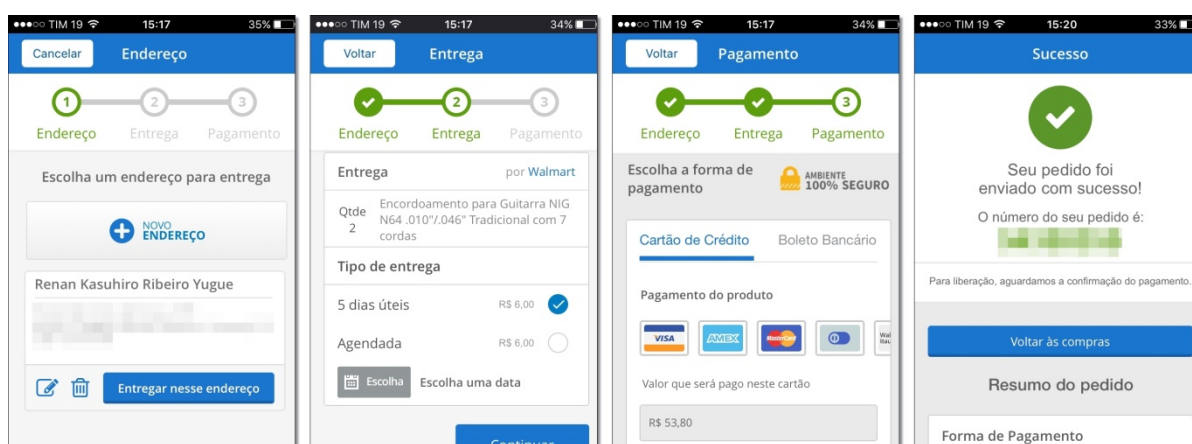 TIM 19 15:17 35%
Cancelar Endereço
1 2 3
Endereço Entrega Pagamento
Escolha um endereço para entrega
NOVO
ENDEREÇO
Renan Kasuhiro Ribeiro Yugue
Entregar nesse endereço
TIM 19 15:17 34%
Voltar Entrega
2 3
Endereço Entrega Pagamento
Entrega por Walmart
Qtde
2
Encordoamento para Guitarra NIG
N64 .010"/.046" Tradicional com 7
cordas
Tipo de entrega
5 dias úteis R$ 6,00
Agendada R$ 6,00
Escolha Escolha uma data
Continuar
TIM 19 15:17 34%
Voltar Pagamento
3
Endereço Entrega Pagamento
Escolha a forma de
pagamento
AMBIENTE
100% SEGURO
Cartão de Crédito Boleto Bancário
Pagamento do produto
VISA AMEX MasterCard
Valor que será pago neste cartão
R$ 53,80
TIM 19 15:20 33%
Sucesso
Seu pedido foi
enviado com sucesso!
O número do seu pedido é:
Para liberação, aguardamos a confirmação do pagamento.
Voltar às compras
Resumo do pedido
Forma de Pagamento